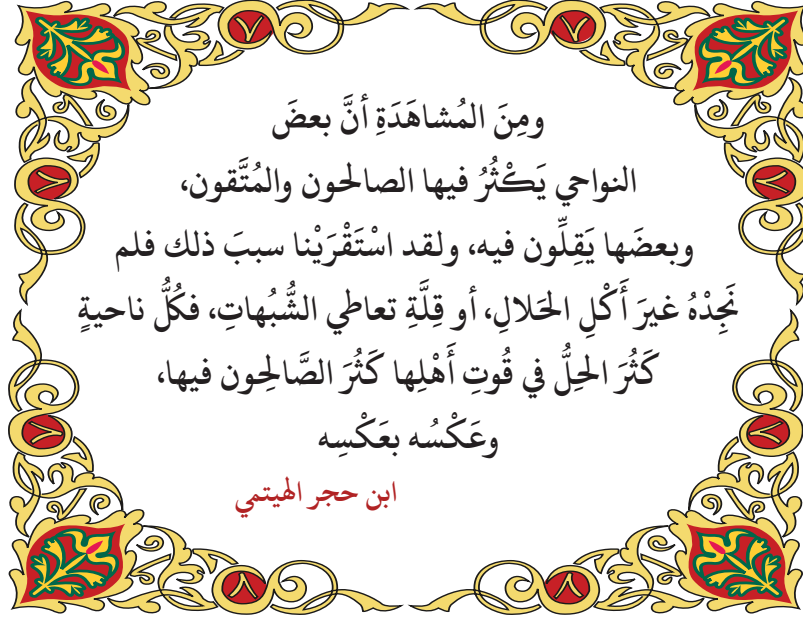 ومِنَ المُشاهَدَةِ أنَّ بعضَ
النواحي يَكْثُرُ فيها الصالحون والمُتَّقون،
وبعضَها يَقِلِّون فيه، ولقد اسْتَقْرَيْنا سببَ ذلك فلم
نَجِدْهُ غيرَ أَكْلِ الحَلالِ، أو قِلَّةِ تعاطي الشُّبُهاتِ، فكُلُّ ناحيةٍ
كَثُرَ الحِلُّ في قُوتِ أَهْلِها كَثُرَ الصَّالِحون فيها،
وعَكْسُه بعَكْسِه
ابن حجر الهيتمي